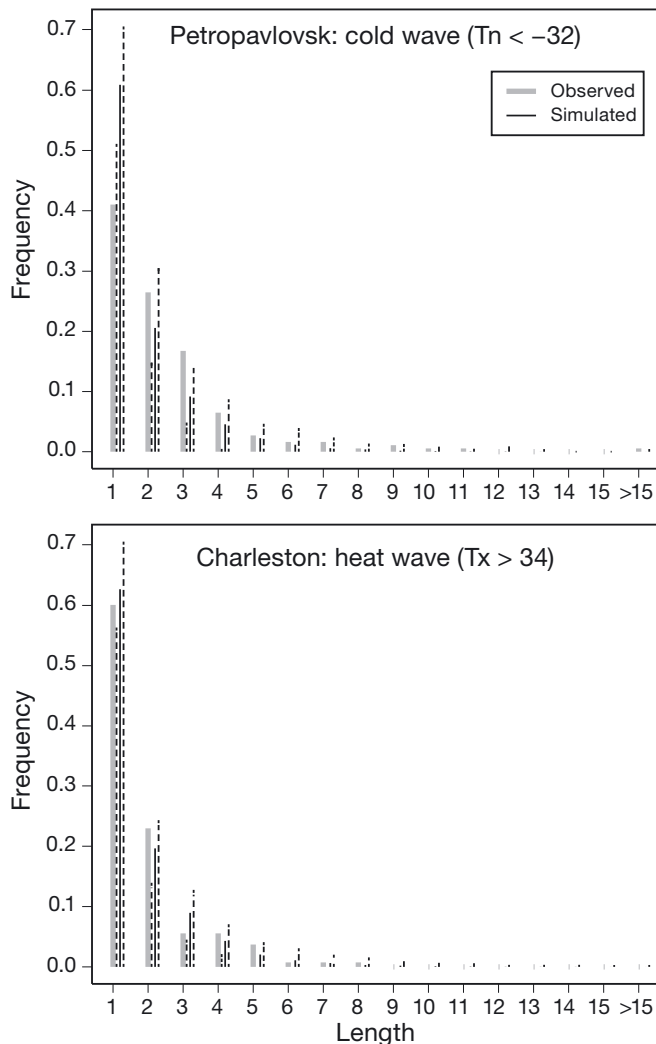 Petropavlovsk: cold wave (Tn < −32)
Observed
Simulated
Frequency
0.7
0.6
0.5
0.4
0.3
0.2
0.1
0.0
1 2 3 4 5 6 7 8 9 10 11 12 13 14 15 >15
Charleston: heat wave (Tx > 34)
Frequency
0.7
0.6
0.5
0.4
0.3
0.2
0.1
0.0
1 2 3 4 5 6 7 8 9 10 11 12 13 14 15 >15
Length